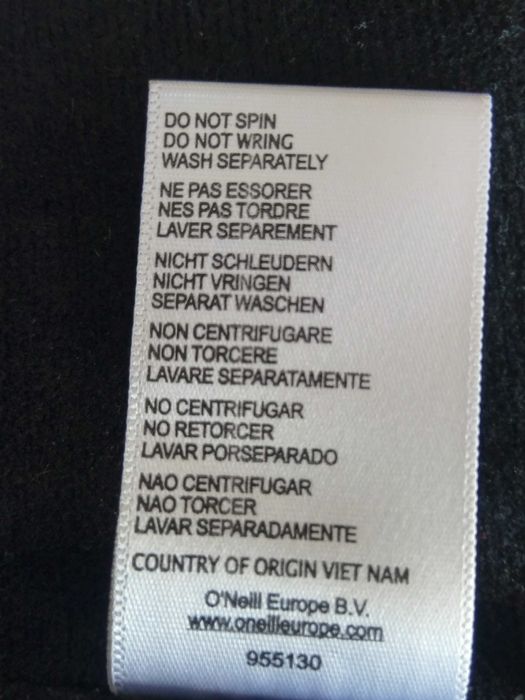 DO NOT SPIN
DO NOT WRING
WASH SEPARATELY
NE PAS ESSORER
NES PAS TORDRE
LAVER SEPAREMENT
NICHT SCHLEUDERN
NICHT VRINGEN
SEPARAT WASCHEN
NON CENTRIFUGARE
NON TORCERE
LAVARE SEPARATAMENTE
NO CENTRIFUGAR
NO RETORCER
LAVAR PORSEPARADO
NAO CENTRIFUGAR
NAO TORCER
LAVAR SEPARADAMENTE
COUNTRY OF ORIGIN VIET NAM
O'Neill Europe B.V.
www.oneilleurope.com
955130